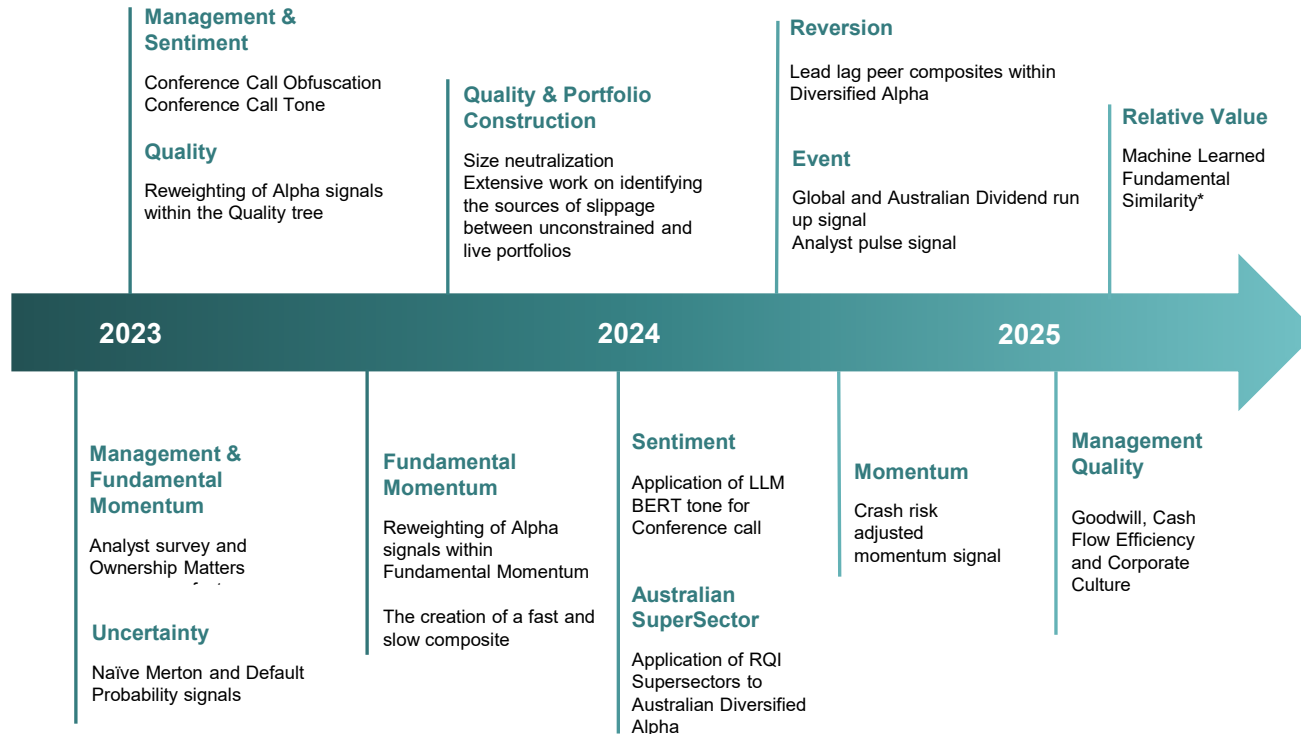 Management &
Sentiment
Conference Call Obfuscation
Conference Call Tone
Quality
Reweighting of Alpha signals
within the Quality tree
Quality & Portfolio
Construction
Size neutralization
Extensive work on identifying
the sources of slippage
between unconstrained and
live portfolios
Reversion
Lead lag peer composites within
Diversified Alpha
Event
Global and Australian Dividend run
up signal
Analyst pulse signal
Relative Value
Machine Learned
Fundamental
Similarity*
2023
2024
2025
Management &
Fundamental
Momentum
Analyst survey and
Ownership Matters
Uncertainty
Naïve Merton and Default
Probability signals
Fundamental
Momentum
Reweighting of Alpha
signals within
Fundamental Momentum
The creation of a fast and
slow composite
Sentiment
Application of LLM
BERT tone for
Conference call
Australian
SuperSector
Application of RQI
Supersectors to
Australian Diversified
Alpha
Momentum
Crash risk
adjusted
momentum signal
Management
Quality
Goodwill, Cash
Flow Efficiency
and Corporate
Culture